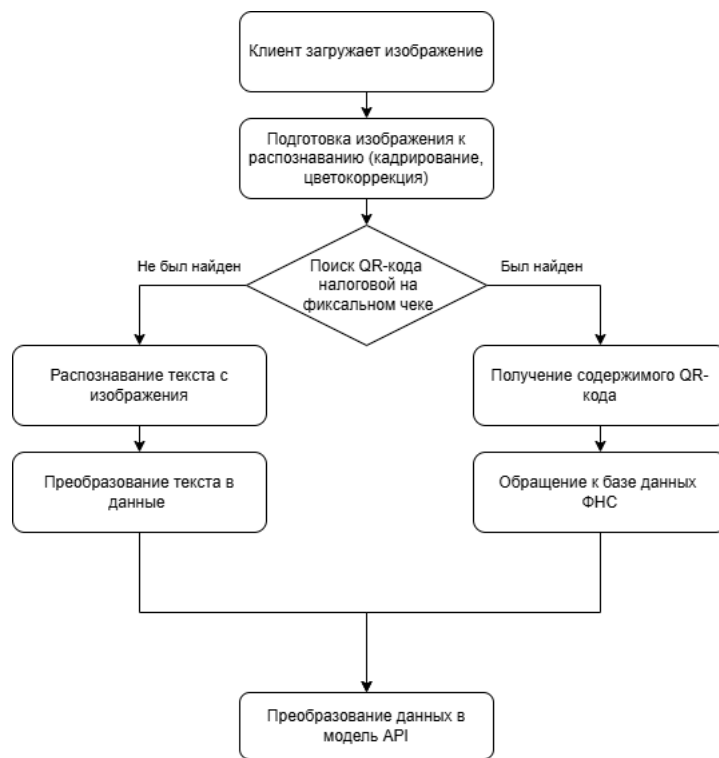 Клиент загружает изображение
Подготовка изображения к
распознаванию (кадрирование,
цветокоррекция)
Не был найден
Поиск QR-кода
налоговой на
фиксальном чеке
Был найден
Распознавание текста с
изображения
Получение содержимого QR-
кода
Преобразование текста в
данные
Обращение к базе данных
ФНС
Преобразование данных в
модель API